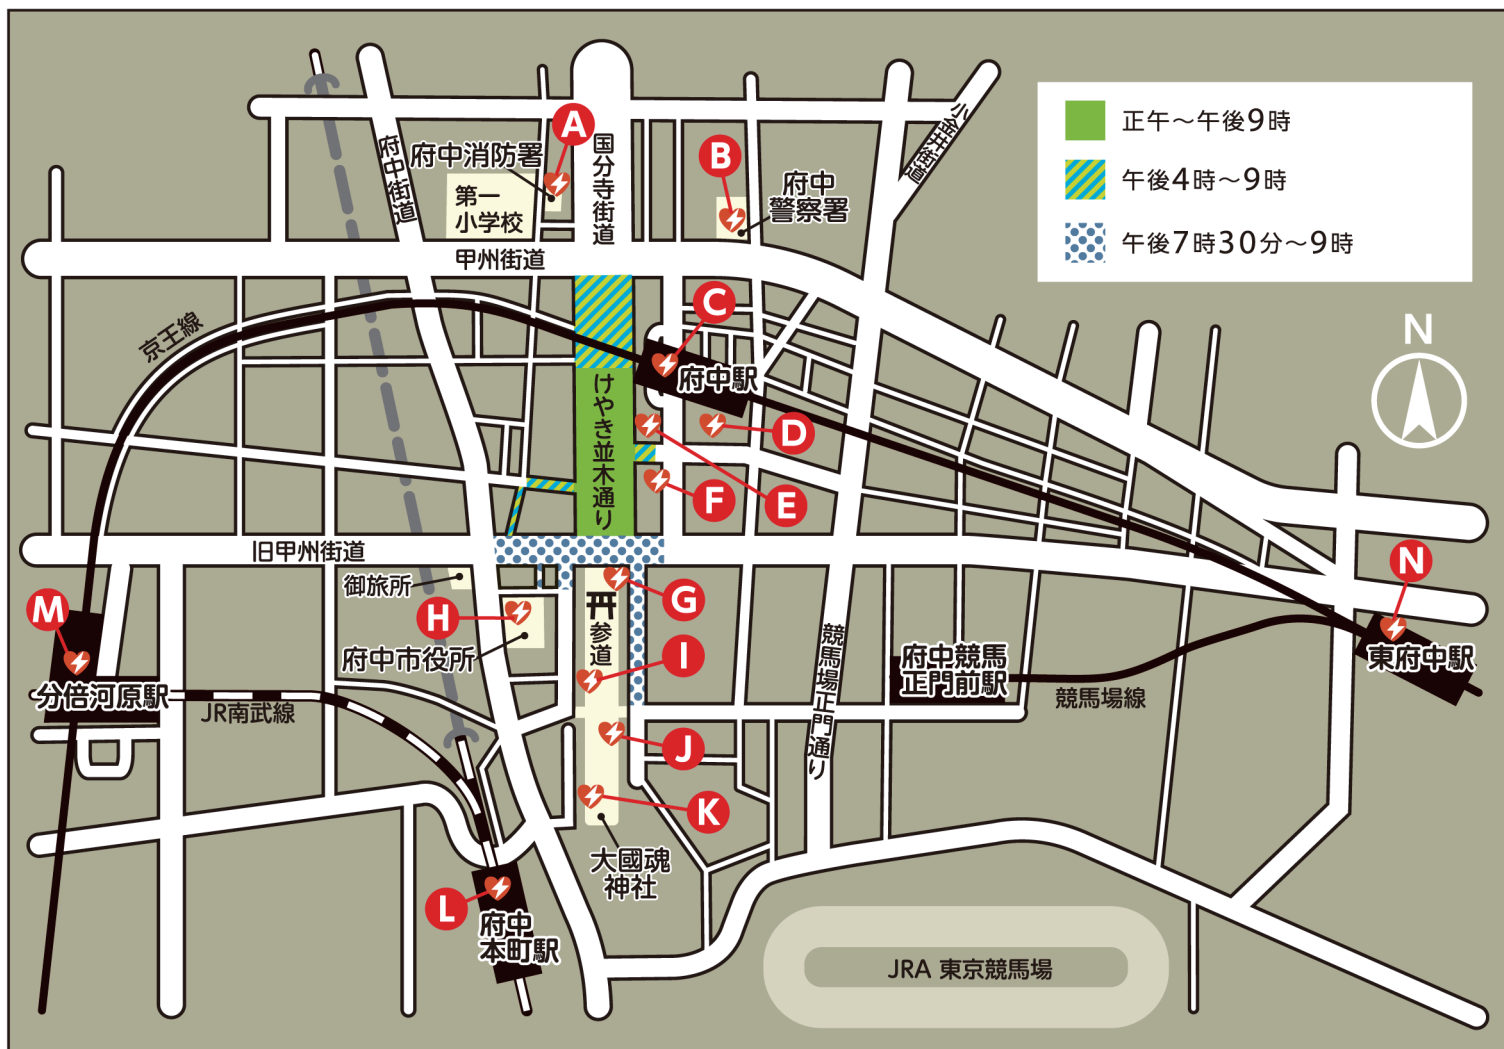 正午～午後9時
午後4時～9時
午後7時30分～9時
N
A
府中消防署
第一
小学校
府中街道
国分寺街道
B
府中
警察署
小金井街道
甲州街道
京王線
C
府中駅
けやき並木通り
D
E
F
旧甲州街道
御旅所
G
H
府中市役所
参道
I
J
K
大國魂
神社
M
分倍河原駅
JR南武線
L
府中
本町駅
競馬場正門通り
府中競馬
正門前駅
競馬場線
N
東府中駅
JRA 東京競馬場